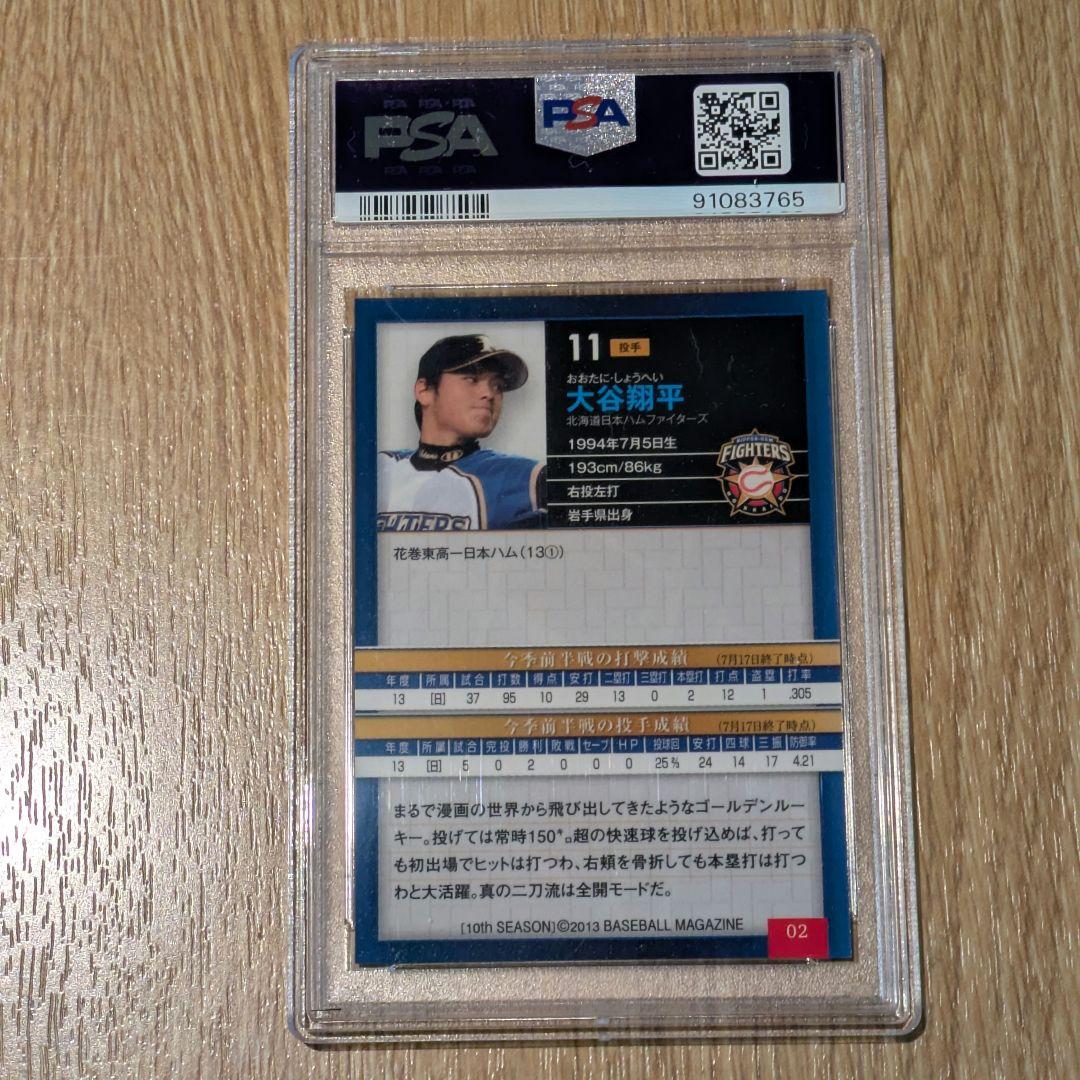 PSA PSA PSA
PSA
PSA PSA PSA
PSA
91083765
11 投手
おおたに・しょうへい
大谷翔平
北海道日本ハムファイターズ
1994年7月5日生
193cm/86kg
右投左打
岩手県出身
NIPPON-HAM
FIGHTERS
HOKKAIDO
FIGHTERS
花巻東高ー日本ハム(13①)
今季前半戦の打撃成績 (7月17日終了時点)
年度 所属 試合 打数 得点 安打 二塁打 三塁打 本塁打 打点 盗塁 打率
13 [日] 37 95 10 29 13 0 2 12 1 .305
今季前半戦の投手成績 (7月17日終了時点)
年度 所属 試合 完投 勝利 敗戦 セーブ HP 投球回 安打 四球 三振 防御率
13 [日] 5 0 2 0 0 0 25 24 14 17 4.21
まるで漫画の世界から飛び出してきたようなゴールデンルー
キー。投げては常時150*。超の快速球を投げ込めば、打って
も初出場でヒットは打つわ、右頬を骨折しても本塁打は打つ
わと大活躍。真の二刀流は全開モードだ。
[10th SEASON]©2013 BASEBALL MAGAZINE
02